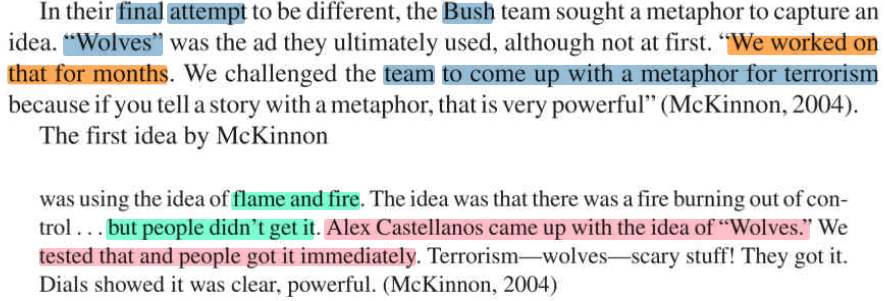 In their final attempt to be different, the Bush team sought a metaphor to capture an
idea. “Wolves” was the ad they ultimately used, although not at first. “We worked on
that for months. We challenged the team to come up with a metaphor for terrorism
because if you tell a story with a metaphor, that is very powerful” (McKinnon, 2004).
The first idea by McKinnon
was using the idea of flame and fire. The idea was that there was a fire burning out of con-
trol . . . but people didn’t get it. Alex Castellanos came up with the idea of “Wolves.” We
tested that and people got it immediately. Terrorism—wolves—scary stuff! They got it.
Dials showed it was clear, powerful. (McKinnon, 2004)